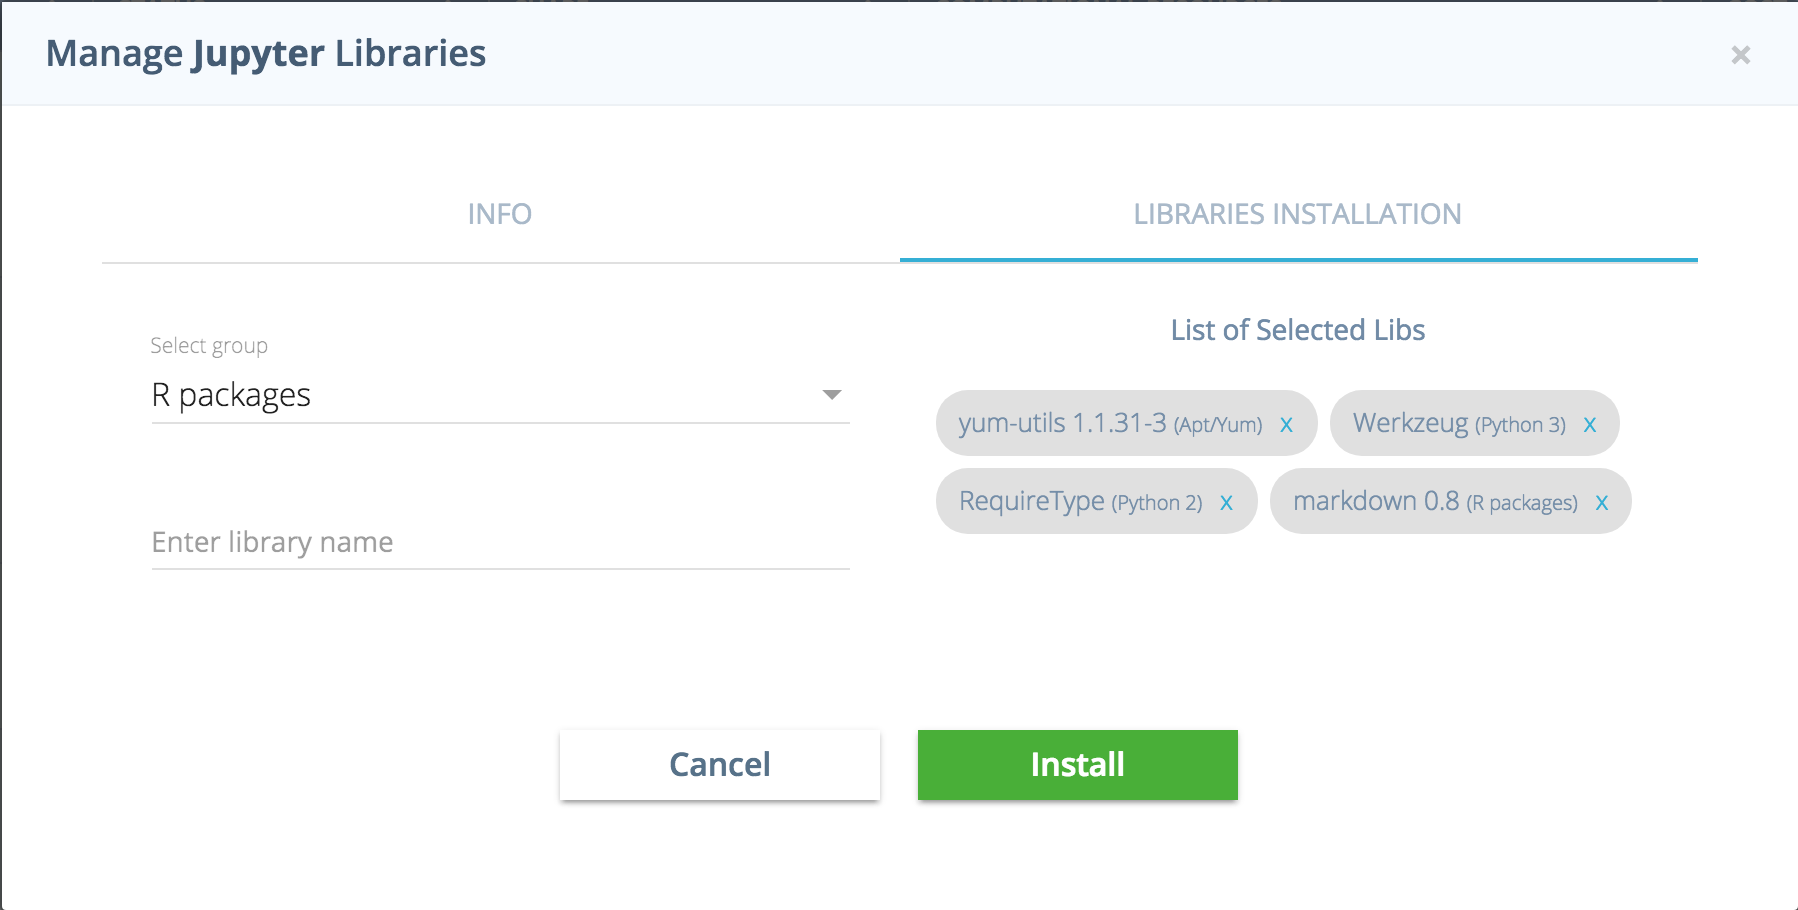 Manage Jupyter Libraries ×
INFO
LIBRARIES INSTALLATION
Select group
R packages
Enter library name
List of Selected Libs
yum-utils 1.1.31-3 (Apt/Yum) x Werkzeug (Python 3) x
RequireType (Python 2) x markdown 0.8 (R packages) x
Cancel
Install